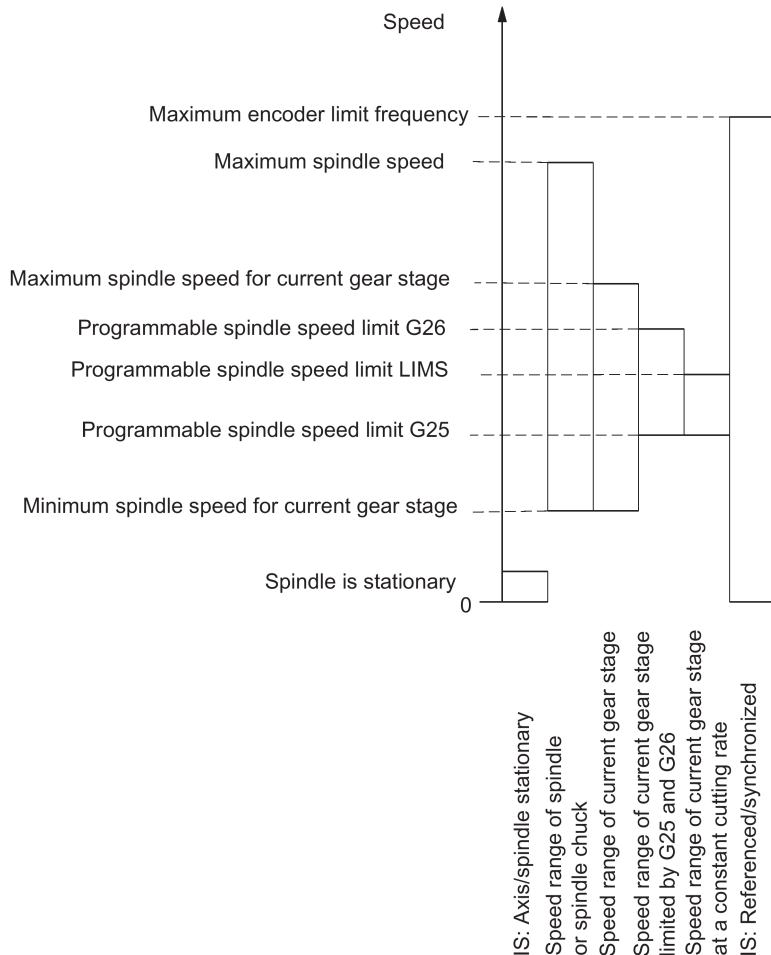 Speed
Maximum encoder limit frequency
Maximum spindle speed
Maximum spindle speed for current gear stage
Programmable spindle speed limit G26
Programmable spindle speed limit LIMS
Programmable spindle speed limit G25
Minimum spindle speed for current gear stage
Spindle is stationary
0
IS: Axis/spindle stationary
Speed range of spindle
or spindle chuck
Speed range of current gear stage
Speed range of current gear stage
limited by G25 and G26
Speed range of current gear stage
at a constant cutting rate
IS: Referenced/synchronized